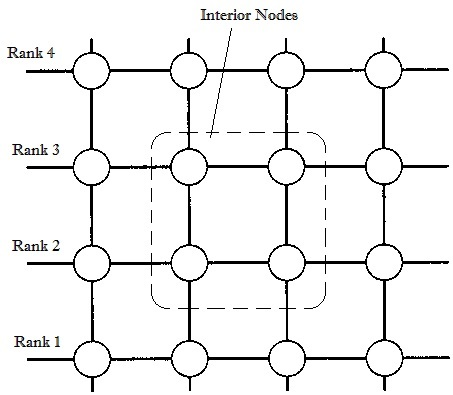 Interior Nodes
Rank 4
Rank 3
Rank 2
Rank 1